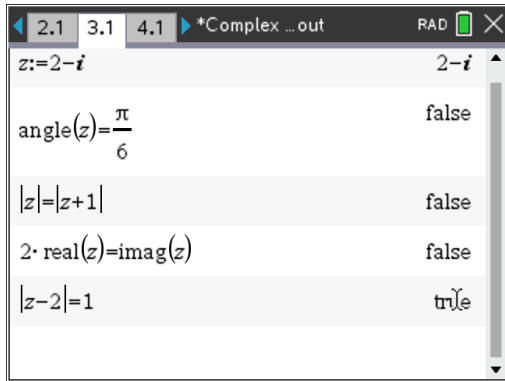 2.1 3.1 4.1 *Complex …out RAD
z:=2-i 2-i
angle(z)=π/6 false
|z|=|z+1| false
2· real(z)=imag(z) false
|z-2|=1 true